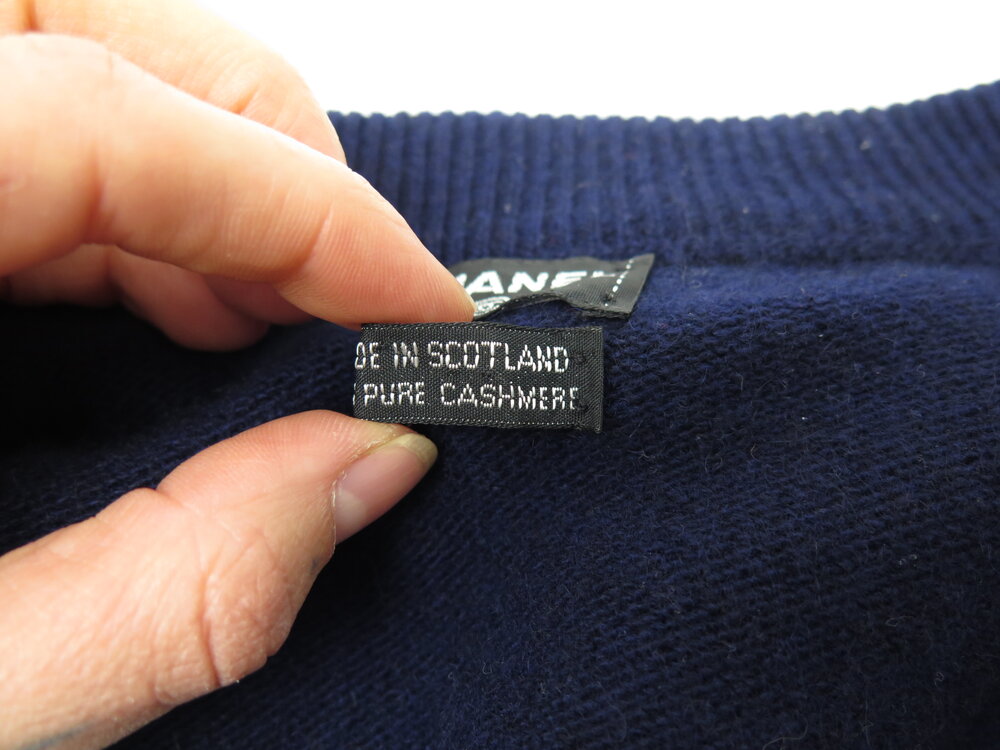 HANEL
DE IN SCOTLAND
PURE CASHMERE